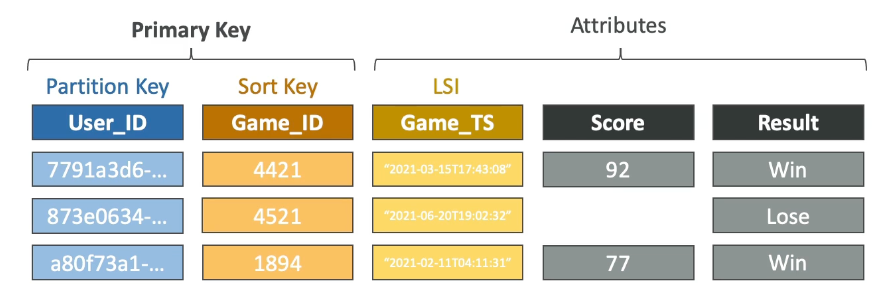 Primary Key Attributes
Partition Key Sort Key LSI
User_ID Game_ID Game_TS Score Result
7791a3d6-... 4421 "2021-03-15T17:43:08" 92 Win
873e0634-... 4521 "2021-06-20T19:02:32" Lose
a80f73a1-... 1894 "2021-02-11T04:11:31" 77 Win